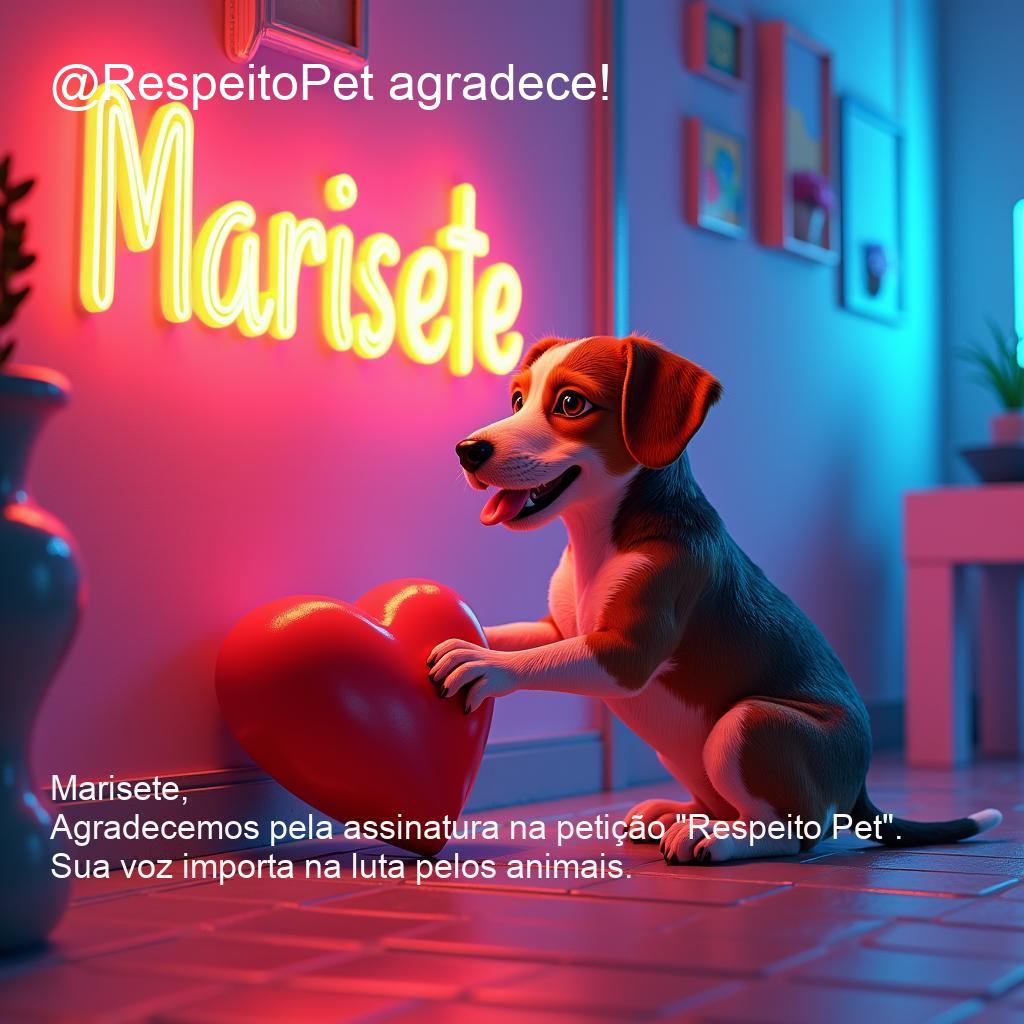 @RespeitoPet agradece!
Marisete
Marisete,
Agradecemos pela assinatura na petição "Respeito Pet".
Sua voz importa na luta pelos animais.